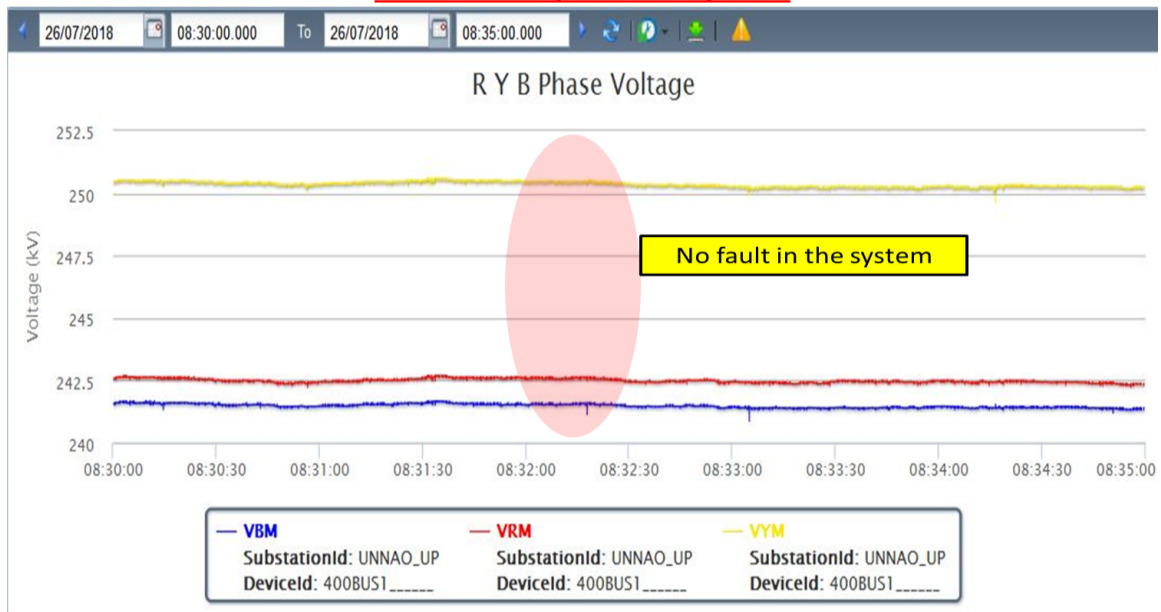 26/07/2018 08:30:00.000 To 26/07/2018 08:35:00.000
R Y B Phase Voltage
252.5
250
No fault in the system
247.5
245
242.5
240
Voltage (kV)
08:30:00 08:30:30 08:31:00 08:31:30 08:32:00 08:32:30 08:33:00 08:33:30 08:34:00 08:34:30 08:35:00
VBM VRM VYM
SubstationId: UNNAO_UP SubstationId: UNNAO_UP SubstationId: UNNAO_UP
DeviceId: 400BUS1______ DeviceId: 400BUS1______ DeviceId: 400BUS1______